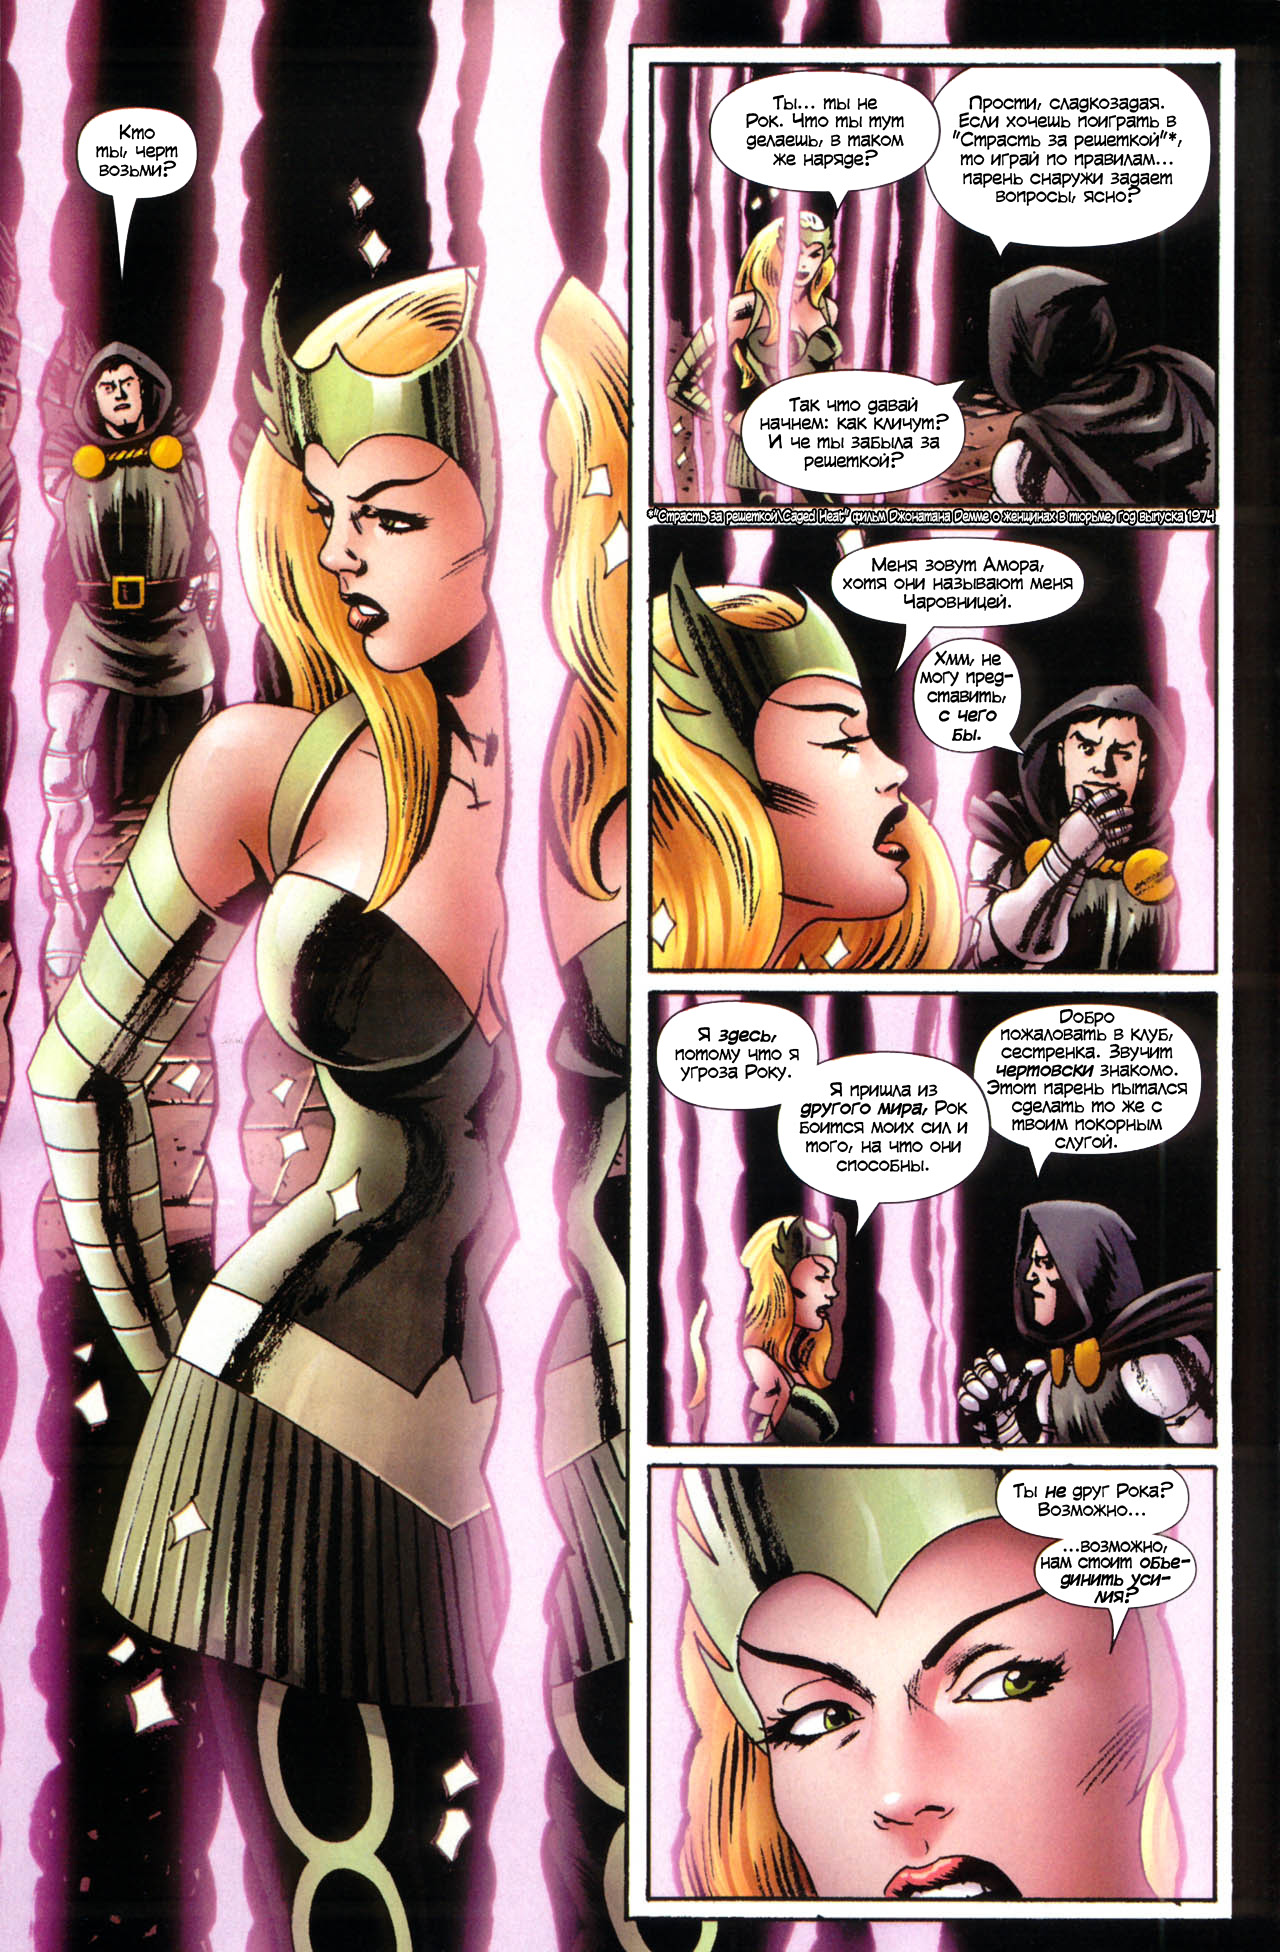 Кто
ты, черт
возьми?
Ты... ты не
Рок. Что ты тут
делаешь, в таком
же наряде?
Прости, сладкозадая.
Если хочешь поиграть в
"Страсть за решеткой"*,
то играй по правилам...
парень снаружи задает
вопросы, ясно?
Так что давай
начнем: как кличут?
И че ты забыла за
решеткой?
*"Страсть за решеткой\Caged Heat" фильм Джонатана Демме о женщинах в тюрьме, год выпуска 1974
Меня зовут Амора,
хотя они называют меня
Чаровницей.
Хмм, не
могу пред-
ставить,
с чего
бы.
Я здесь,
потому что я
угроза Року.
Я пришла из
другого мира, Рок
боится моих сил и
того, на что они
способны.
Добро
пожаловать в клуб,
сестренка. Звучит
чертовски знакомо.
Этот парень пытался
сделать то же с
твоим покорным
слугой.
Ты не друг Рока?
Возможно...
...возможно,
нам стоит объе-
динить уси-
лия?